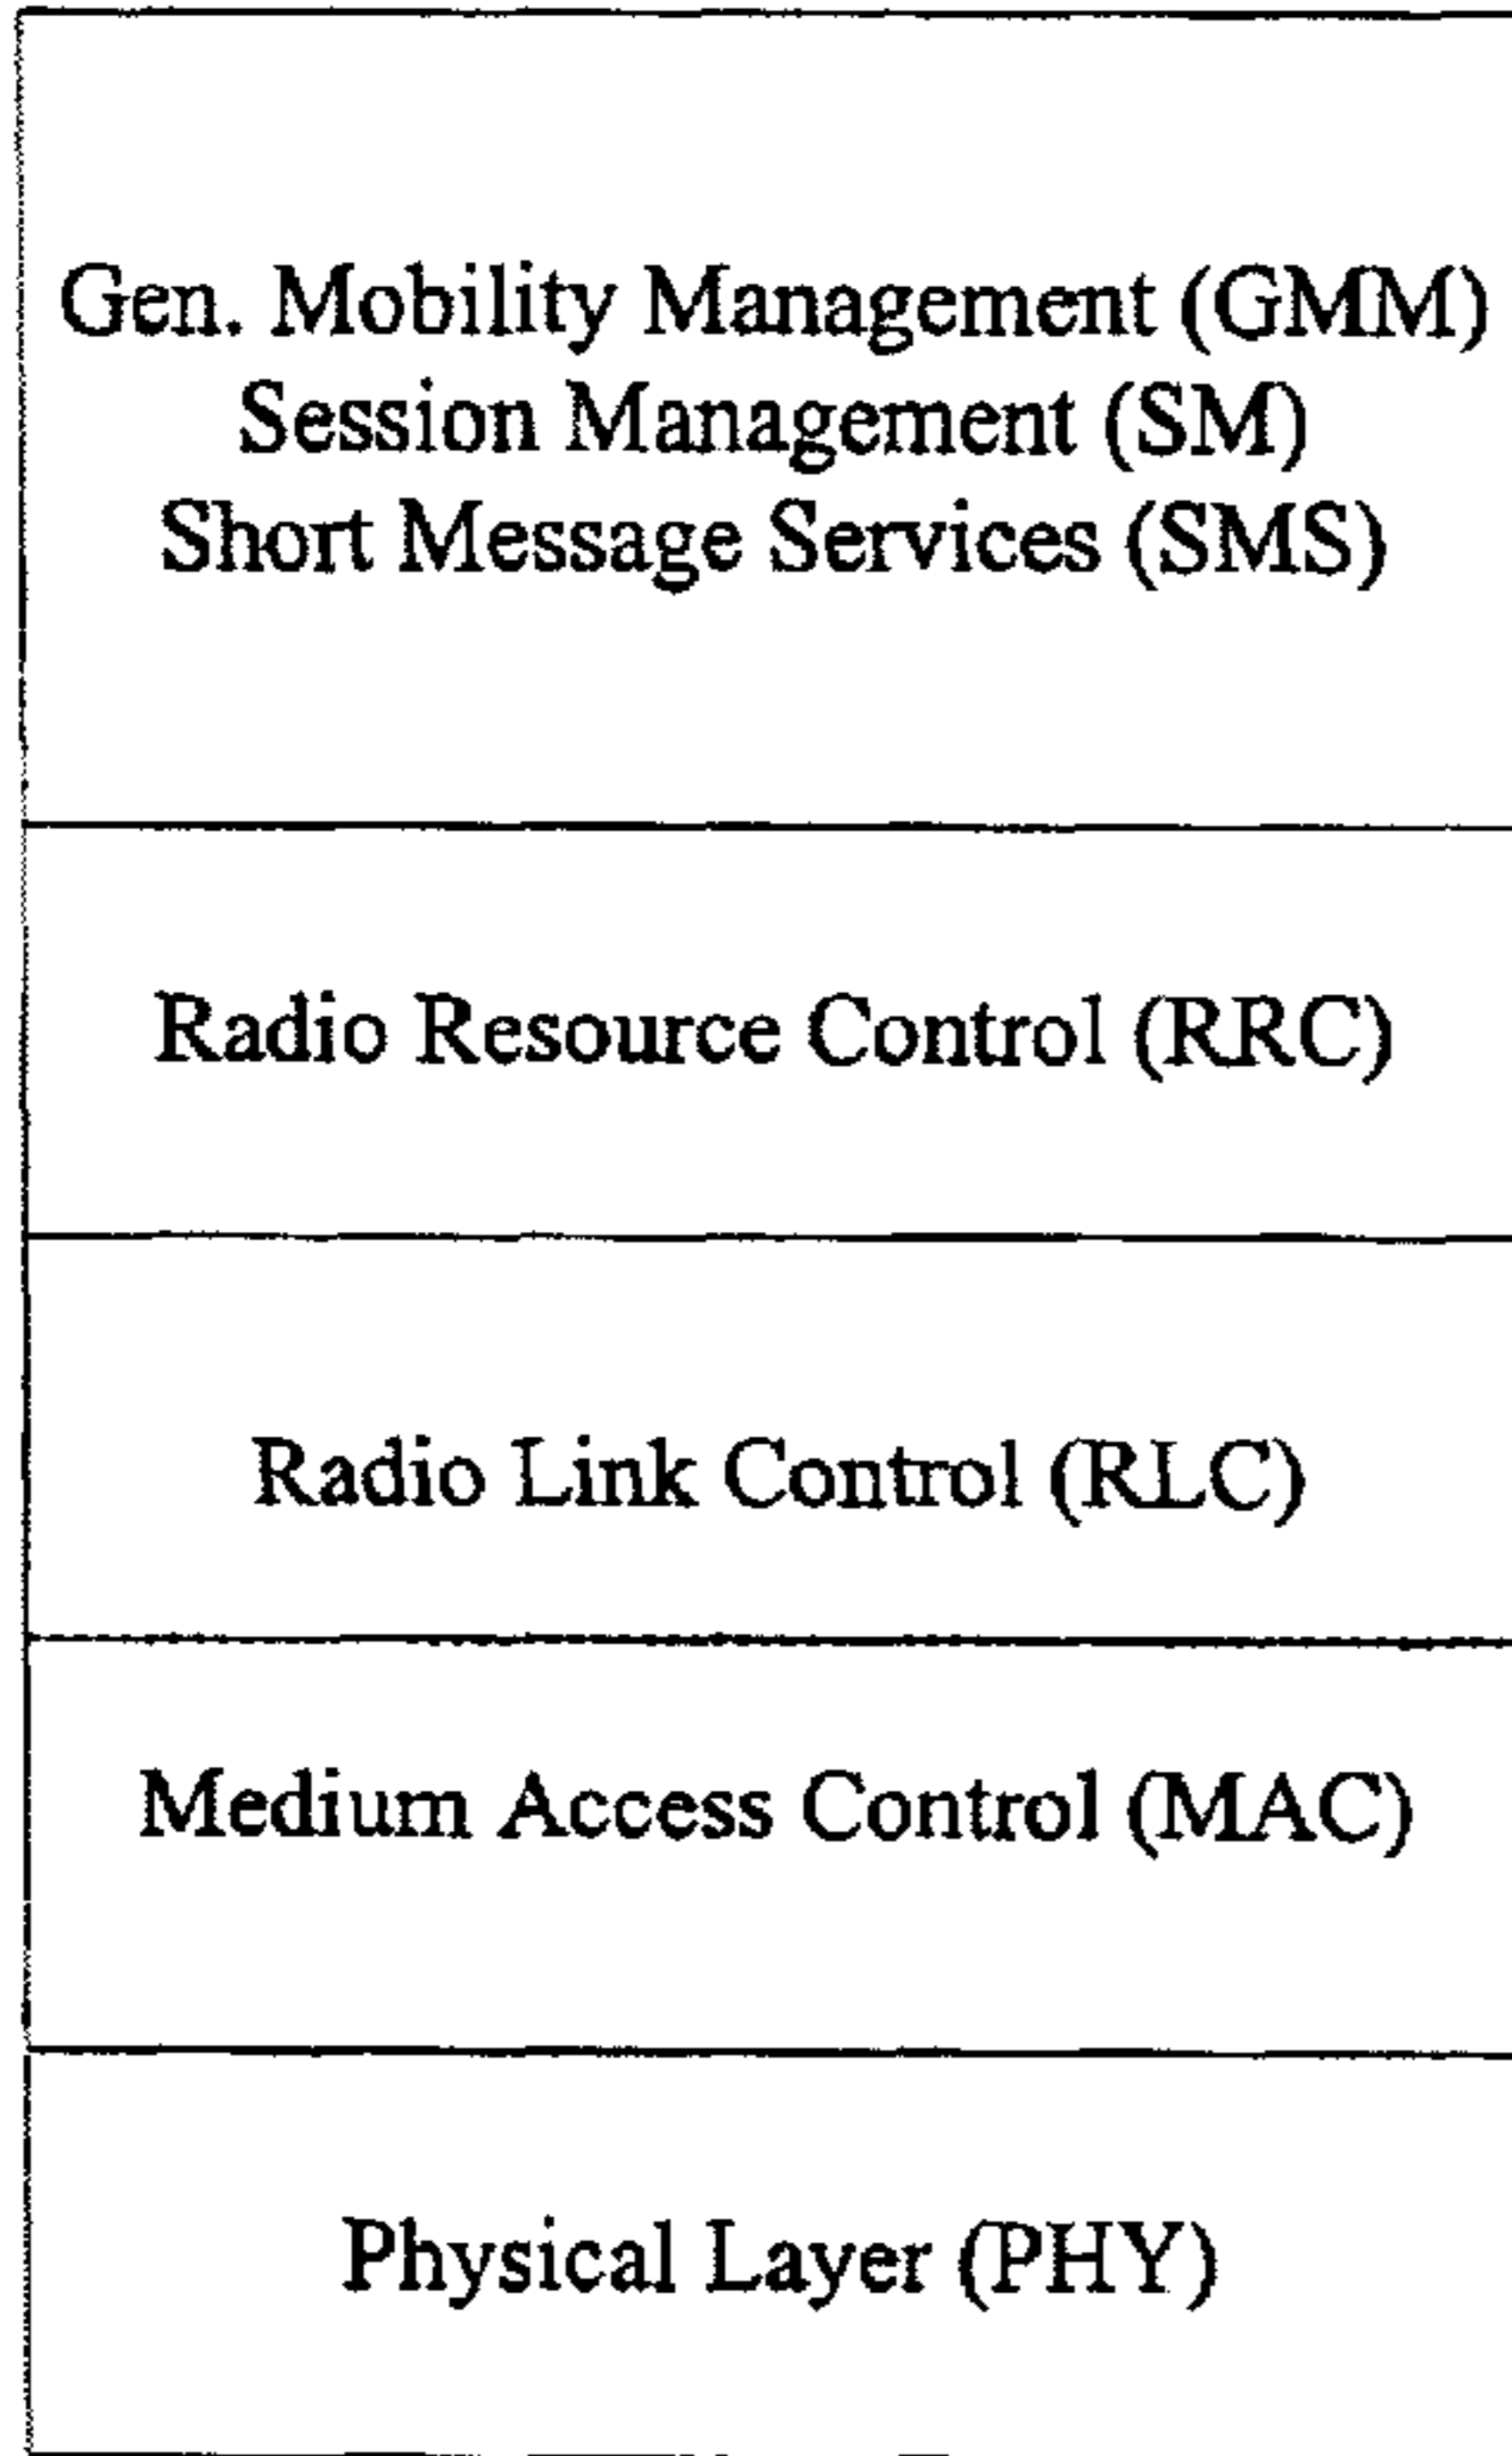 Gen. Mobility Management (GMM)
Session Management (SM)
Short Message Services (SMS)
Radio Resource Control (RRC)
Radio Link Control (RLC)
Medium Access Control (MAC)
Physical Layer (PHY)